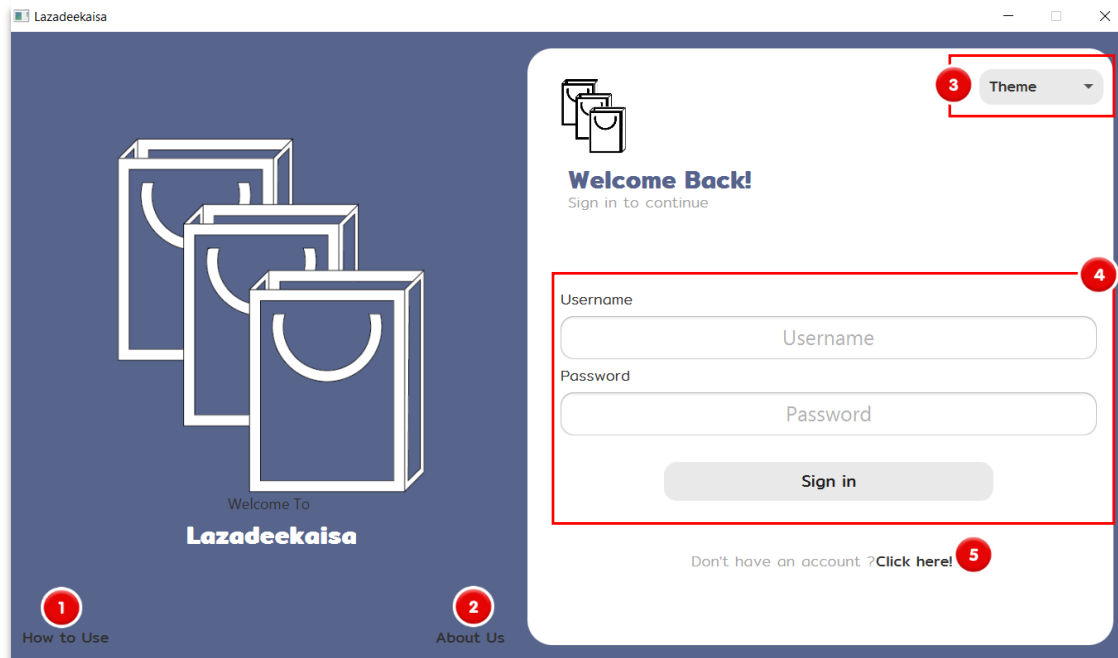 Lazadeekaisa
Welcome To
Lazadeekaisa
1
How to Use
2
About Us
3
Theme
Welcome Back!
Sign in to continue
4
Username
Username
Password
Password
Sign in
Don't have an account ?Click here!
5